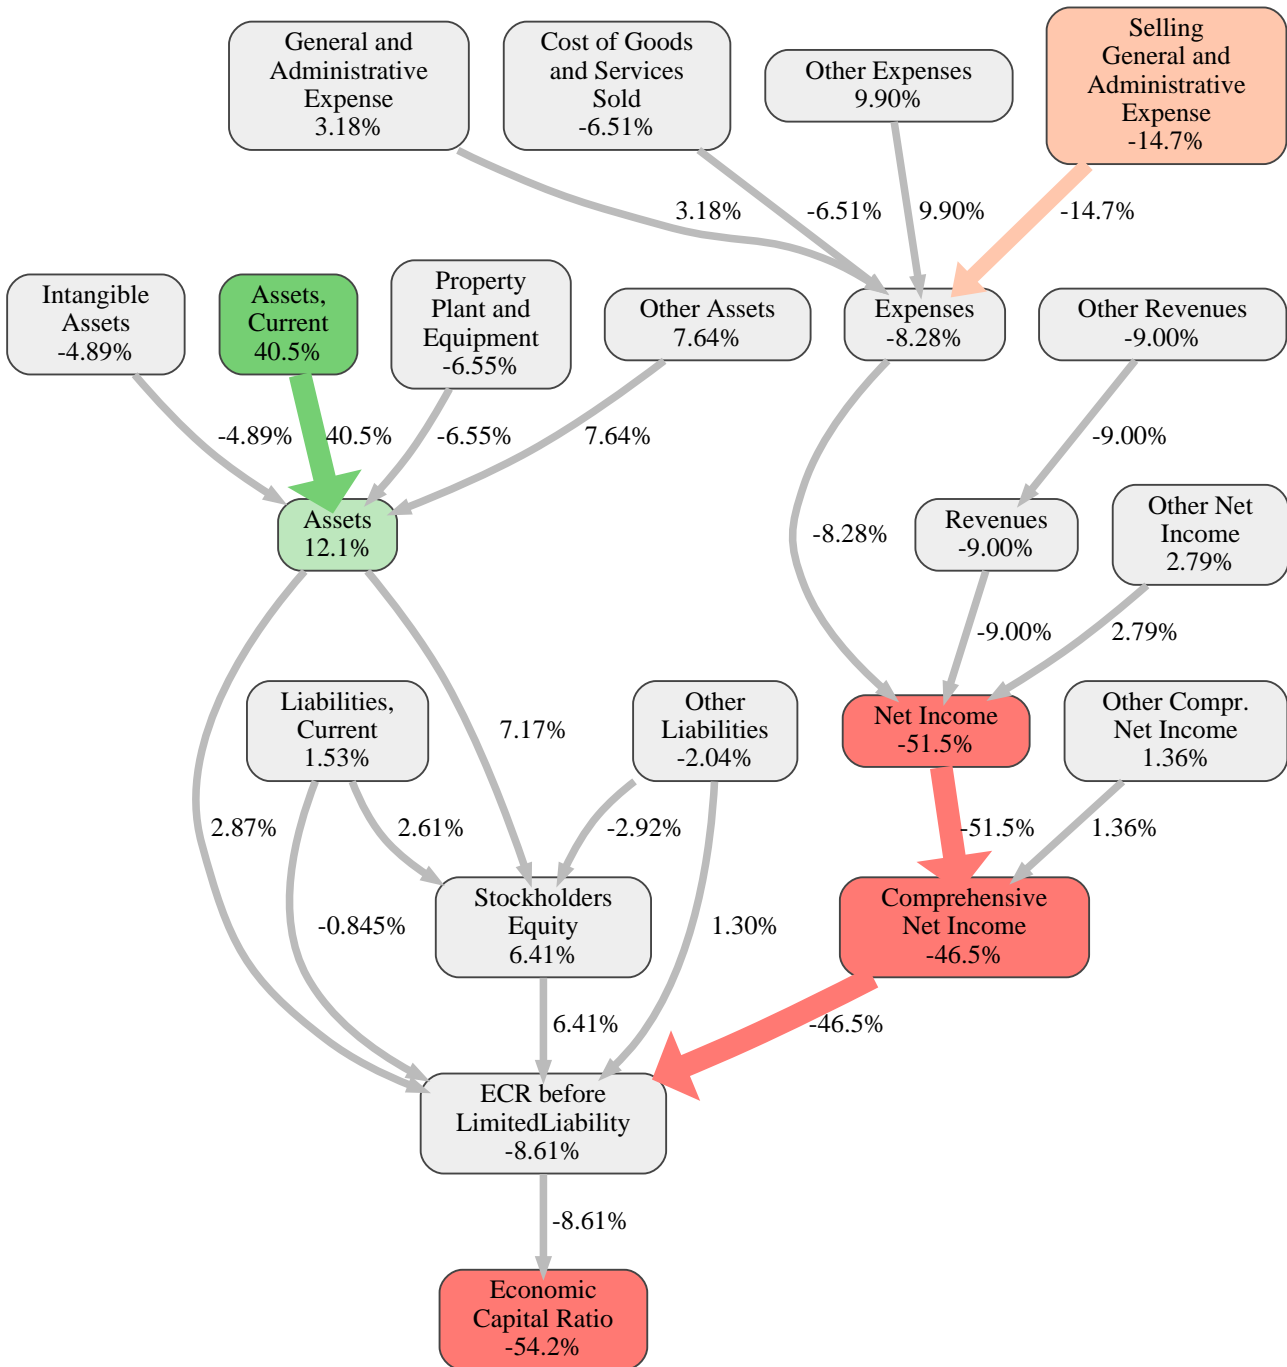 General and
Administrative
Expense
3.18%
Cost of Goods
and Services
Sold
-6.51%
Other Expenses
9.90%
Selling
General and
Administrative
Expense
-14.7%
3.18%
-6.51%
9.90%
-14.7%
Intangible
Assets
-4.89%
Assets,
Current
40.5%
Property
Plant and
Equipment
-6.55%
Other Assets
7.64%
Expenses
-8.28%
Other Revenues
-9.00%
-4.89%
40.5%
-6.55%
7.64%
-9.00%
Assets
12.1%
-8.28%
Revenues
-9.00%
Other Net
Income
2.79%
-9.00%
2.79%
Liabilities,
Current
1.53%
7.17%
Other
Liabilities
-2.04%
Net Income
-51.5%
Other Compr.
Net Income
1.36%
2.87%
2.61%
-2.92%
-51.5%
1.36%
-0.845%
Stockholders
Equity
6.41%
1.30%
Comprehensive
Net Income
-46.5%
6.41%
-46.5%
ECR before
LimitedLiability
-8.61%
-8.61%
Economic
Capital Ratio
-54.2%